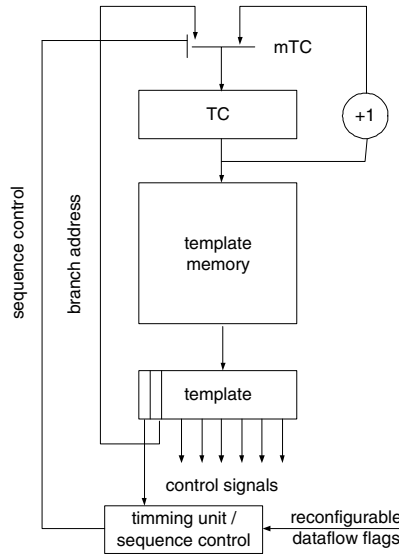 mTC
TC
+1
sequence control
branch address
template
memory
template
control signals
timming unit /
sequence control
reconfigurable
dataflow flags